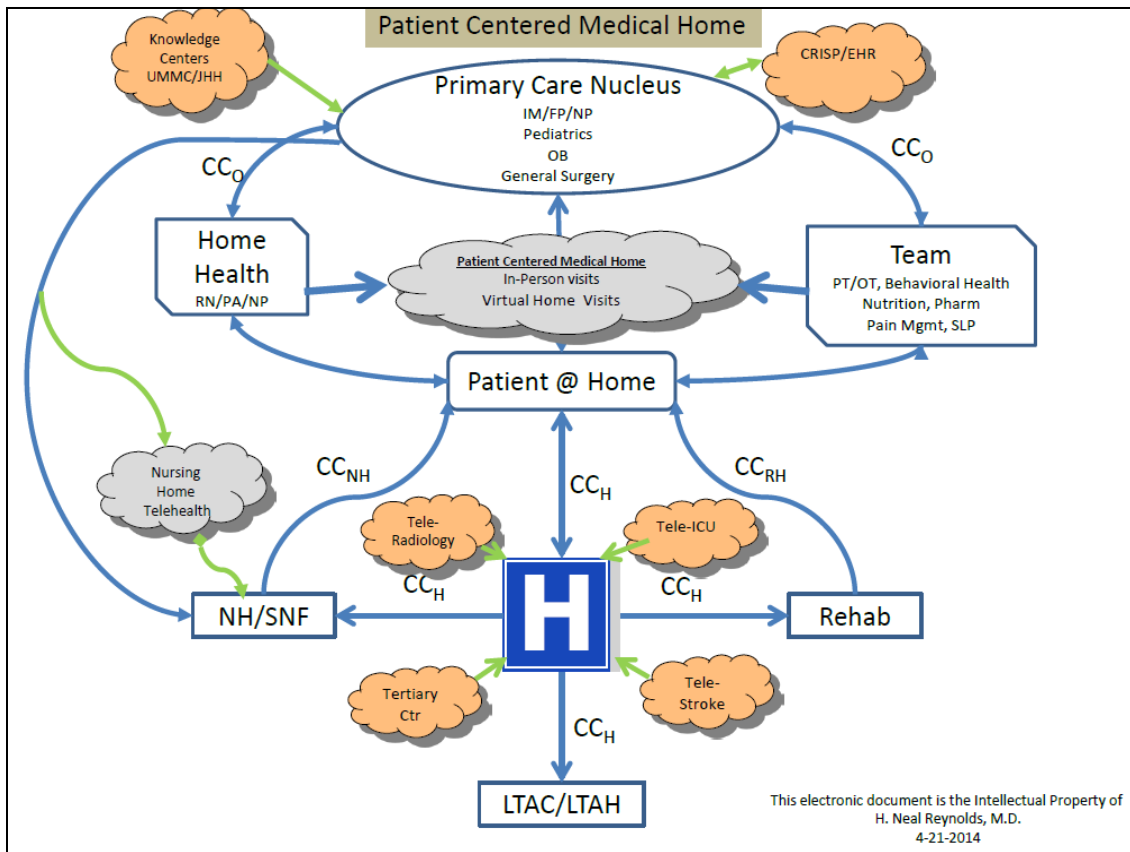 Patient Centered Medical Home
Knowledge
Centers
UMMC/JHH
CRISP/EHR
Primary Care Nucleus
IM/FP/NP
Pediatrics
OB
General Surgery
CCO
CCO
Home
Health
RN/PA/NP
Patient Centered Medical Home
In-Person visits
Virtual Home Visits
Team
PT/OT, Behavioral Health
Nutrition, Pharm
Pain Mgmt, SLP
Patient @ Home
Nursing
Home
Telehealth
CCNH
CCH
CCRH
Tele-
Radiology
Tele-ICU
CCH
CCH
NH/SNF
H
Rehab
Tertiary
Ctr
Tele-
Stroke
CCH
LTAC/LTAH
This electronic document is the Intellectual Property of
H. Neal Reynolds, M.D.
4-21-2014